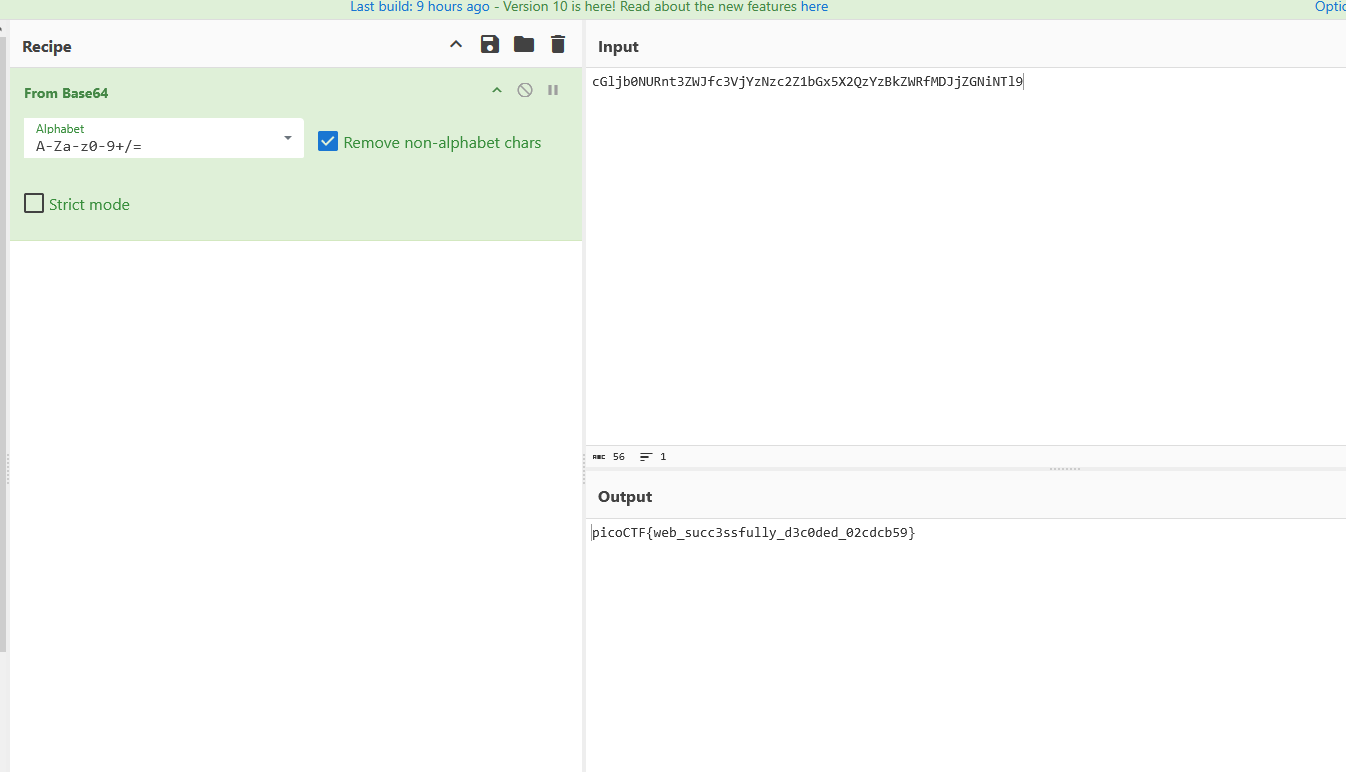 Last build: 9 hours ago - Version 10 is here! Read about the new features here
Optio
Recipe
From Base64
Alphabet
A-Za-z0-9+/=
Remove non-alphabet chars
Strict mode
Input
cGljb0NURnt3ZWJfc3VjYzNzc2Z1bGx5X2QzYzBkZWRfMDJjZGNiNTl9
ABC 56 1
Output
picoCTF{web_succ3ssfully_d3c0ded_02cdcb59}